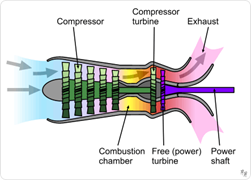 Compressor
Compressor
turbine
Exhaust
Combustion
chamber
Free (power)
turbine
Power
shaft